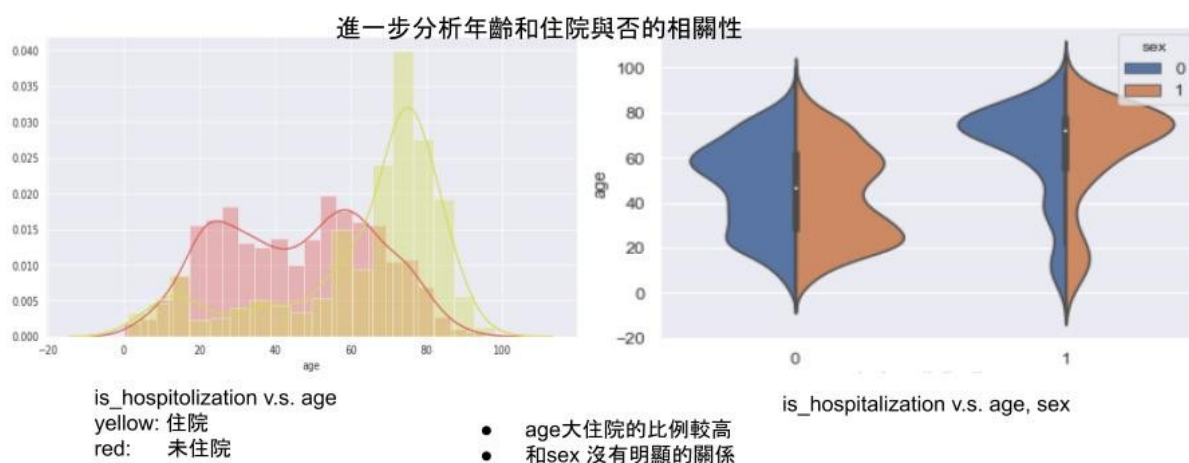 進一步分析年齡和住院與否的相關性
0.040
0.035
0.030
0.025
0.020
0.015
0.010
0.005
0.000
−20 0 20 40 60 80 100
age
100
80
60
40
20
0
−20
age
sex
0
1
0 1
is_hospitolization v.s. age
yellow: 住院
red: 未住院
is_hospitalization v.s. age, sex
● age大住院的比例較高
● 和sex 沒有明顯的關係